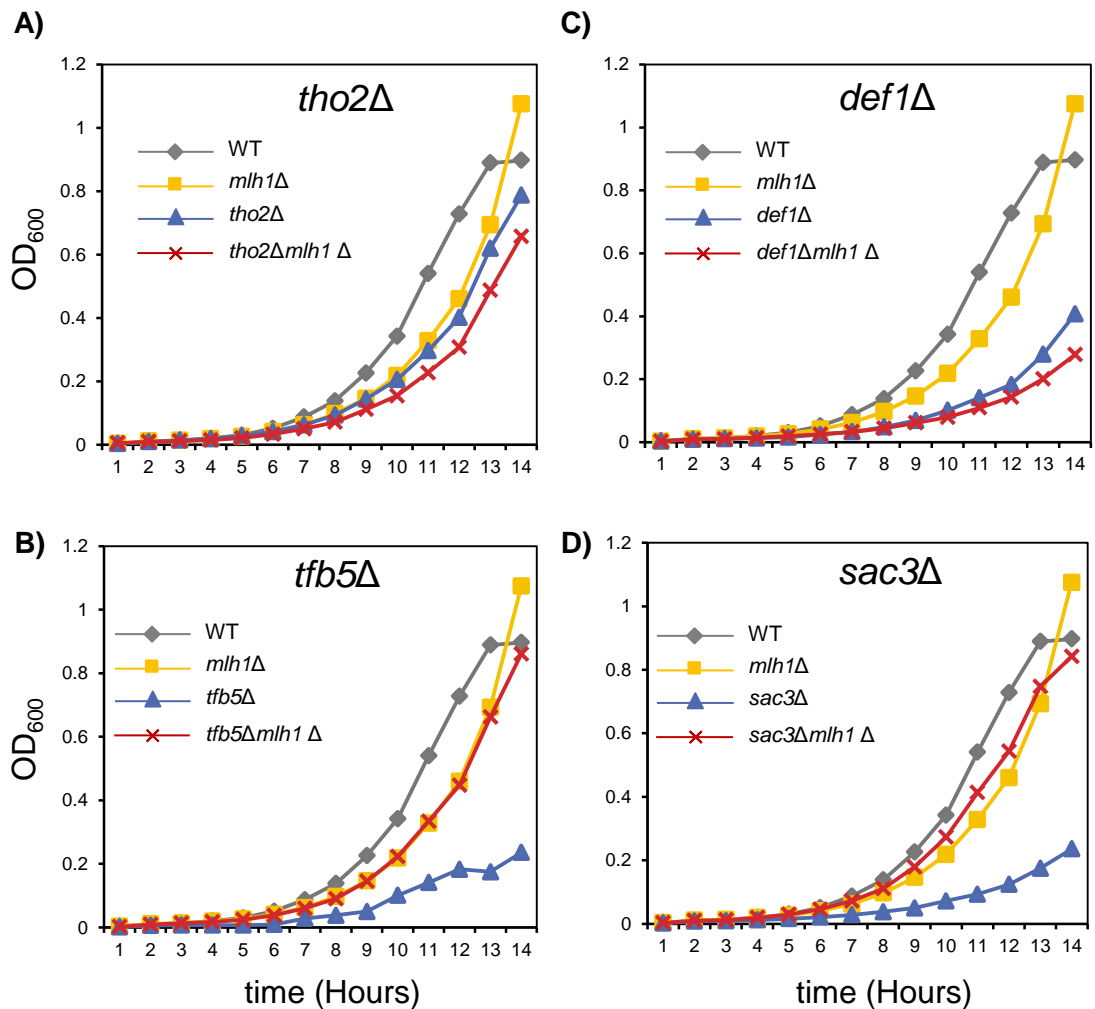 A)
tho2Δ
1.2
1
0.8
0.6
0.4
0.2
0
OD600
WT
mlh1Δ
tho2Δ
tho2Δmlh1 Δ
1 2 3 4 5 6 7 8 9 10 11 12 13 14
C)
def1Δ
1.2
1
0.8
0.6
0.4
0.2
0
WT
mlh1Δ
def1Δ
def1Δmlh1 Δ
1 2 3 4 5 6 7 8 9 10 11 12 13 14
B)
tfb5Δ
1.2
1
0.8
0.6
0.4
0.2
0
OD600
WT
mlh1Δ
tfb5Δ
tfb5Δmlh1 Δ
1 2 3 4 5 6 7 8 9 10 11 12 13 14
time (Hours)
D)
sac3Δ
1.2
1
0.8
0.6
0.4
0.2
0
WT
mlh1Δ
sac3Δ
sac3Δmlh1 Δ
1 2 3 4 5 6 7 8 9 10 11 12 13 14
time (Hours)